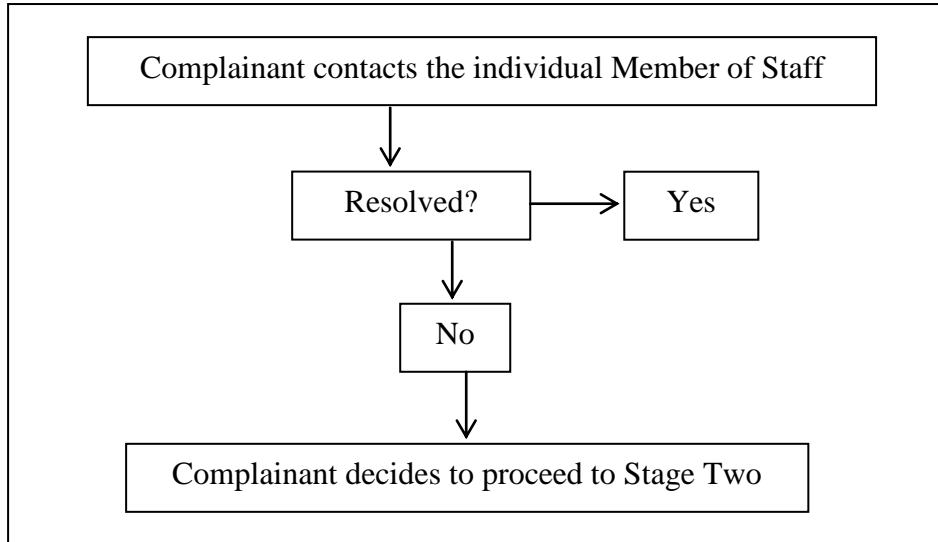 Complainant contacts the individual Member of Staff
Resolved?
Yes
No
Complainant decides to proceed to Stage Two